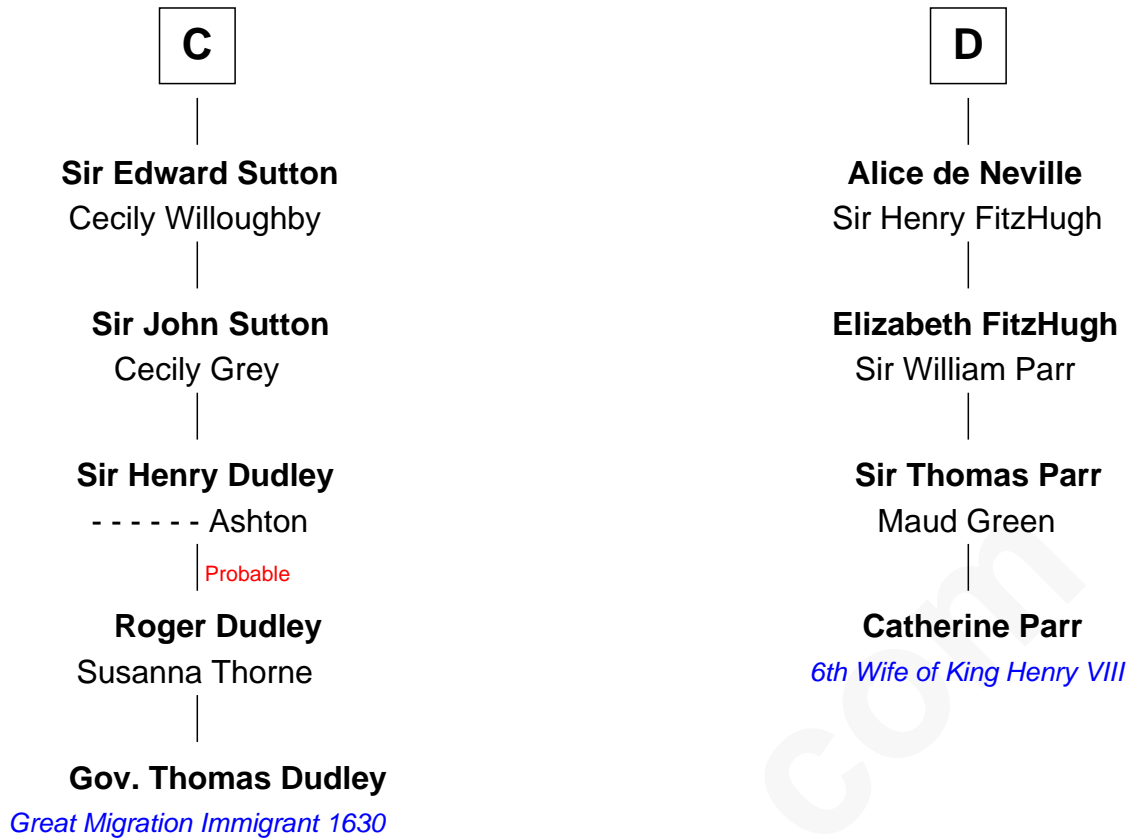 C
Sir Edward Sutton
Cecily Willoughby
Sir John Sutton
Cecily Grey
Sir Henry Dudley
- - - - - - Ashton
Probable
Roger Dudley
Susanna Thorne
Gov. Thomas Dudley
Great Migration Immigrant 1630
D
Alice de Neville
Sir Henry FitzHugh
Elizabeth FitzHugh
Sir William Parr
Sir Thomas Parr
Maud Green
Catherine Parr
6th Wife of King Henry VIII
com